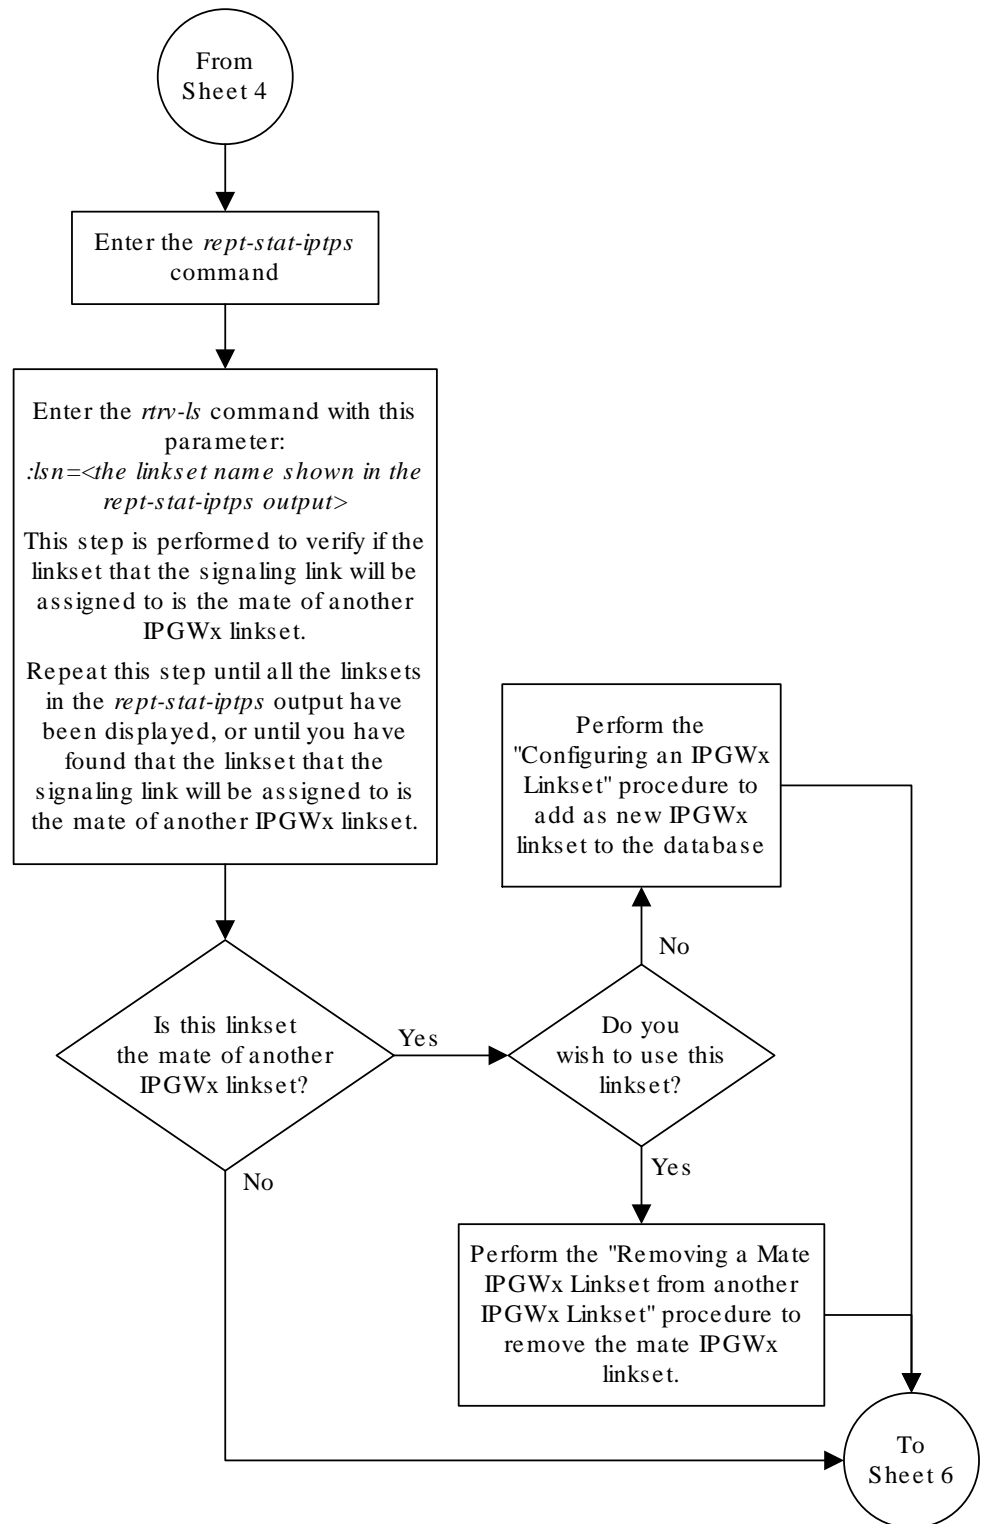 From
Sheet 4
Enter the rept-stat-iptps
command
Enter the rtrv-ls command with this
parameter:
:lsn=<the linkset name shown in the
rept-stat-iptps output>
This step is performed to verify if the
linkset that the signaling link will be
assigned to is the mate of another
IPGWx linkset.
Repeat this step until all the linksets
in the rept-stat-iptps output have
been displayed, or until you have
found that the linkset that the
signaling link will be assigned to is
the mate of another IPGWx linkset.
Perform the
"Configuring an IPGWx
Linkset" procedure to
add as new IPGWx
linkset to the database
No
Is this linkset
the mate of another
IPGWx linkset?
Yes
Do you
wish to use this
linkset?
Yes
No
Perform the "Removing a Mate
IPGWx Linkset from another
IPGWx Linkset" procedure to
remove the mate IPGWx
linkset.
To
Sheet 6